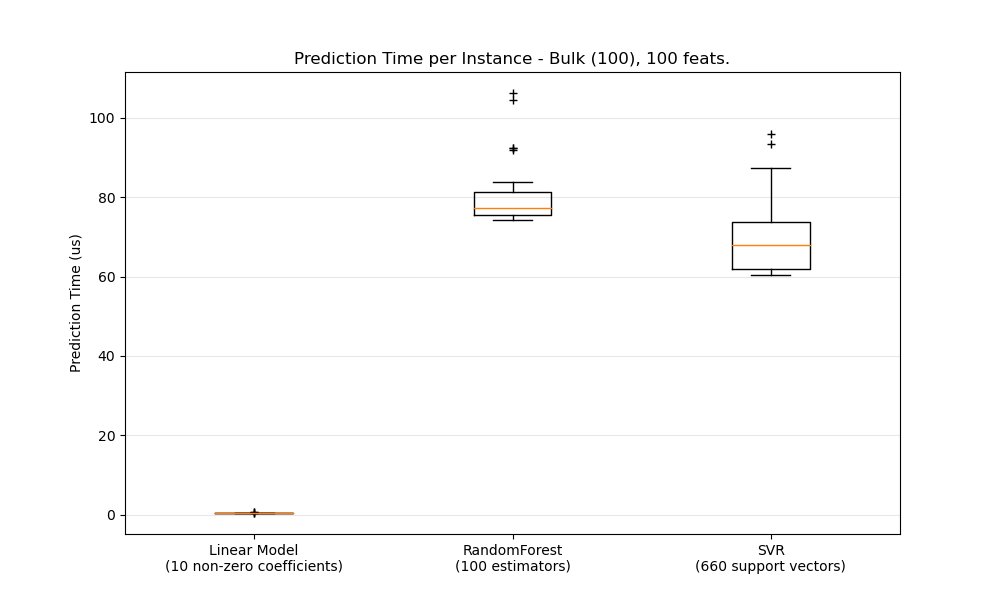 Prediction Time per Instance - Bulk (100), 100 feats.
Prediction Time (us)
100
80
60
40
20
0
Linear Model
(10 non-zero coefficients)
RandomForest
(100 estimators)
SVR
(660 support vectors)